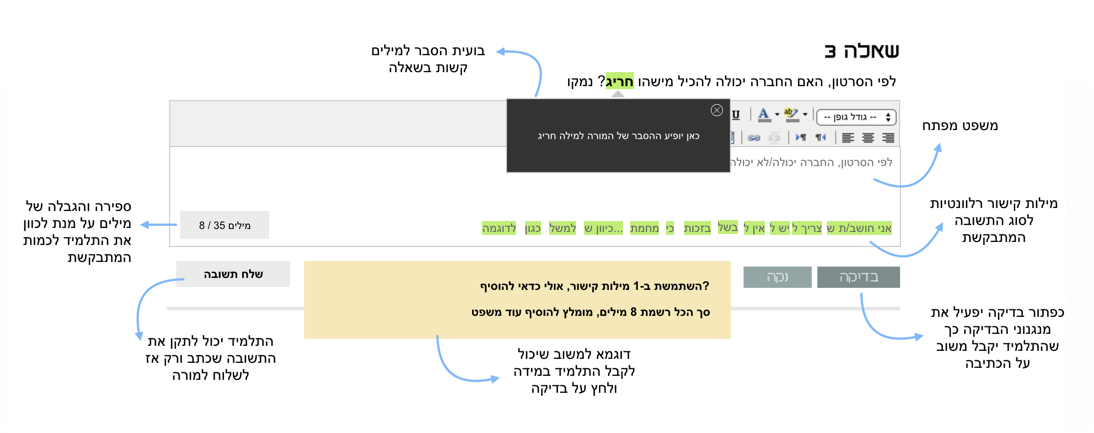 שאלה 3
בועית הסבר למילים
קשות בשאלה
לפי הסרטון, האם החברה יכולה להכיל מישהו חריג? נמקו
-- גודל גופן --
משפט מפתח
כאן יופיע ההסבר של המורה למילה חריג
לפי הסרטון, החברה יכולה/לא יכולה
מילות קישור רלוונטיות
לסוג התשובה
המתבקשת
ספירה והגבלה של
מילים על מנת לכוון
את התלמיד לכמות
המתבקשת
מילים 35 / 8
אני חושב/ת ש צריך ל יש ל אין ל בשל בזכות כי מחמת ...כיוון ש למשל כגון לדוגמה
בדיקה
נקה
שלח תשובה
?השתמשת ב-1 מילות קישור, אולי כדאי להוסיף
סך הכל רשמת 8 מילים, מומלץ להוסיף עוד משפט
כפתור בדיקה יפעיל את
מנגנוני הבדיקה כך
שהתלמיד יקבל משוב
על הכתיבה
התלמיד יכול לתקן את
התשובה שכתב ורק אז
לשלוח למורה
דוגמא למשוב שיכול
לקבל התלמיד במידה
ולחץ על בדיקה